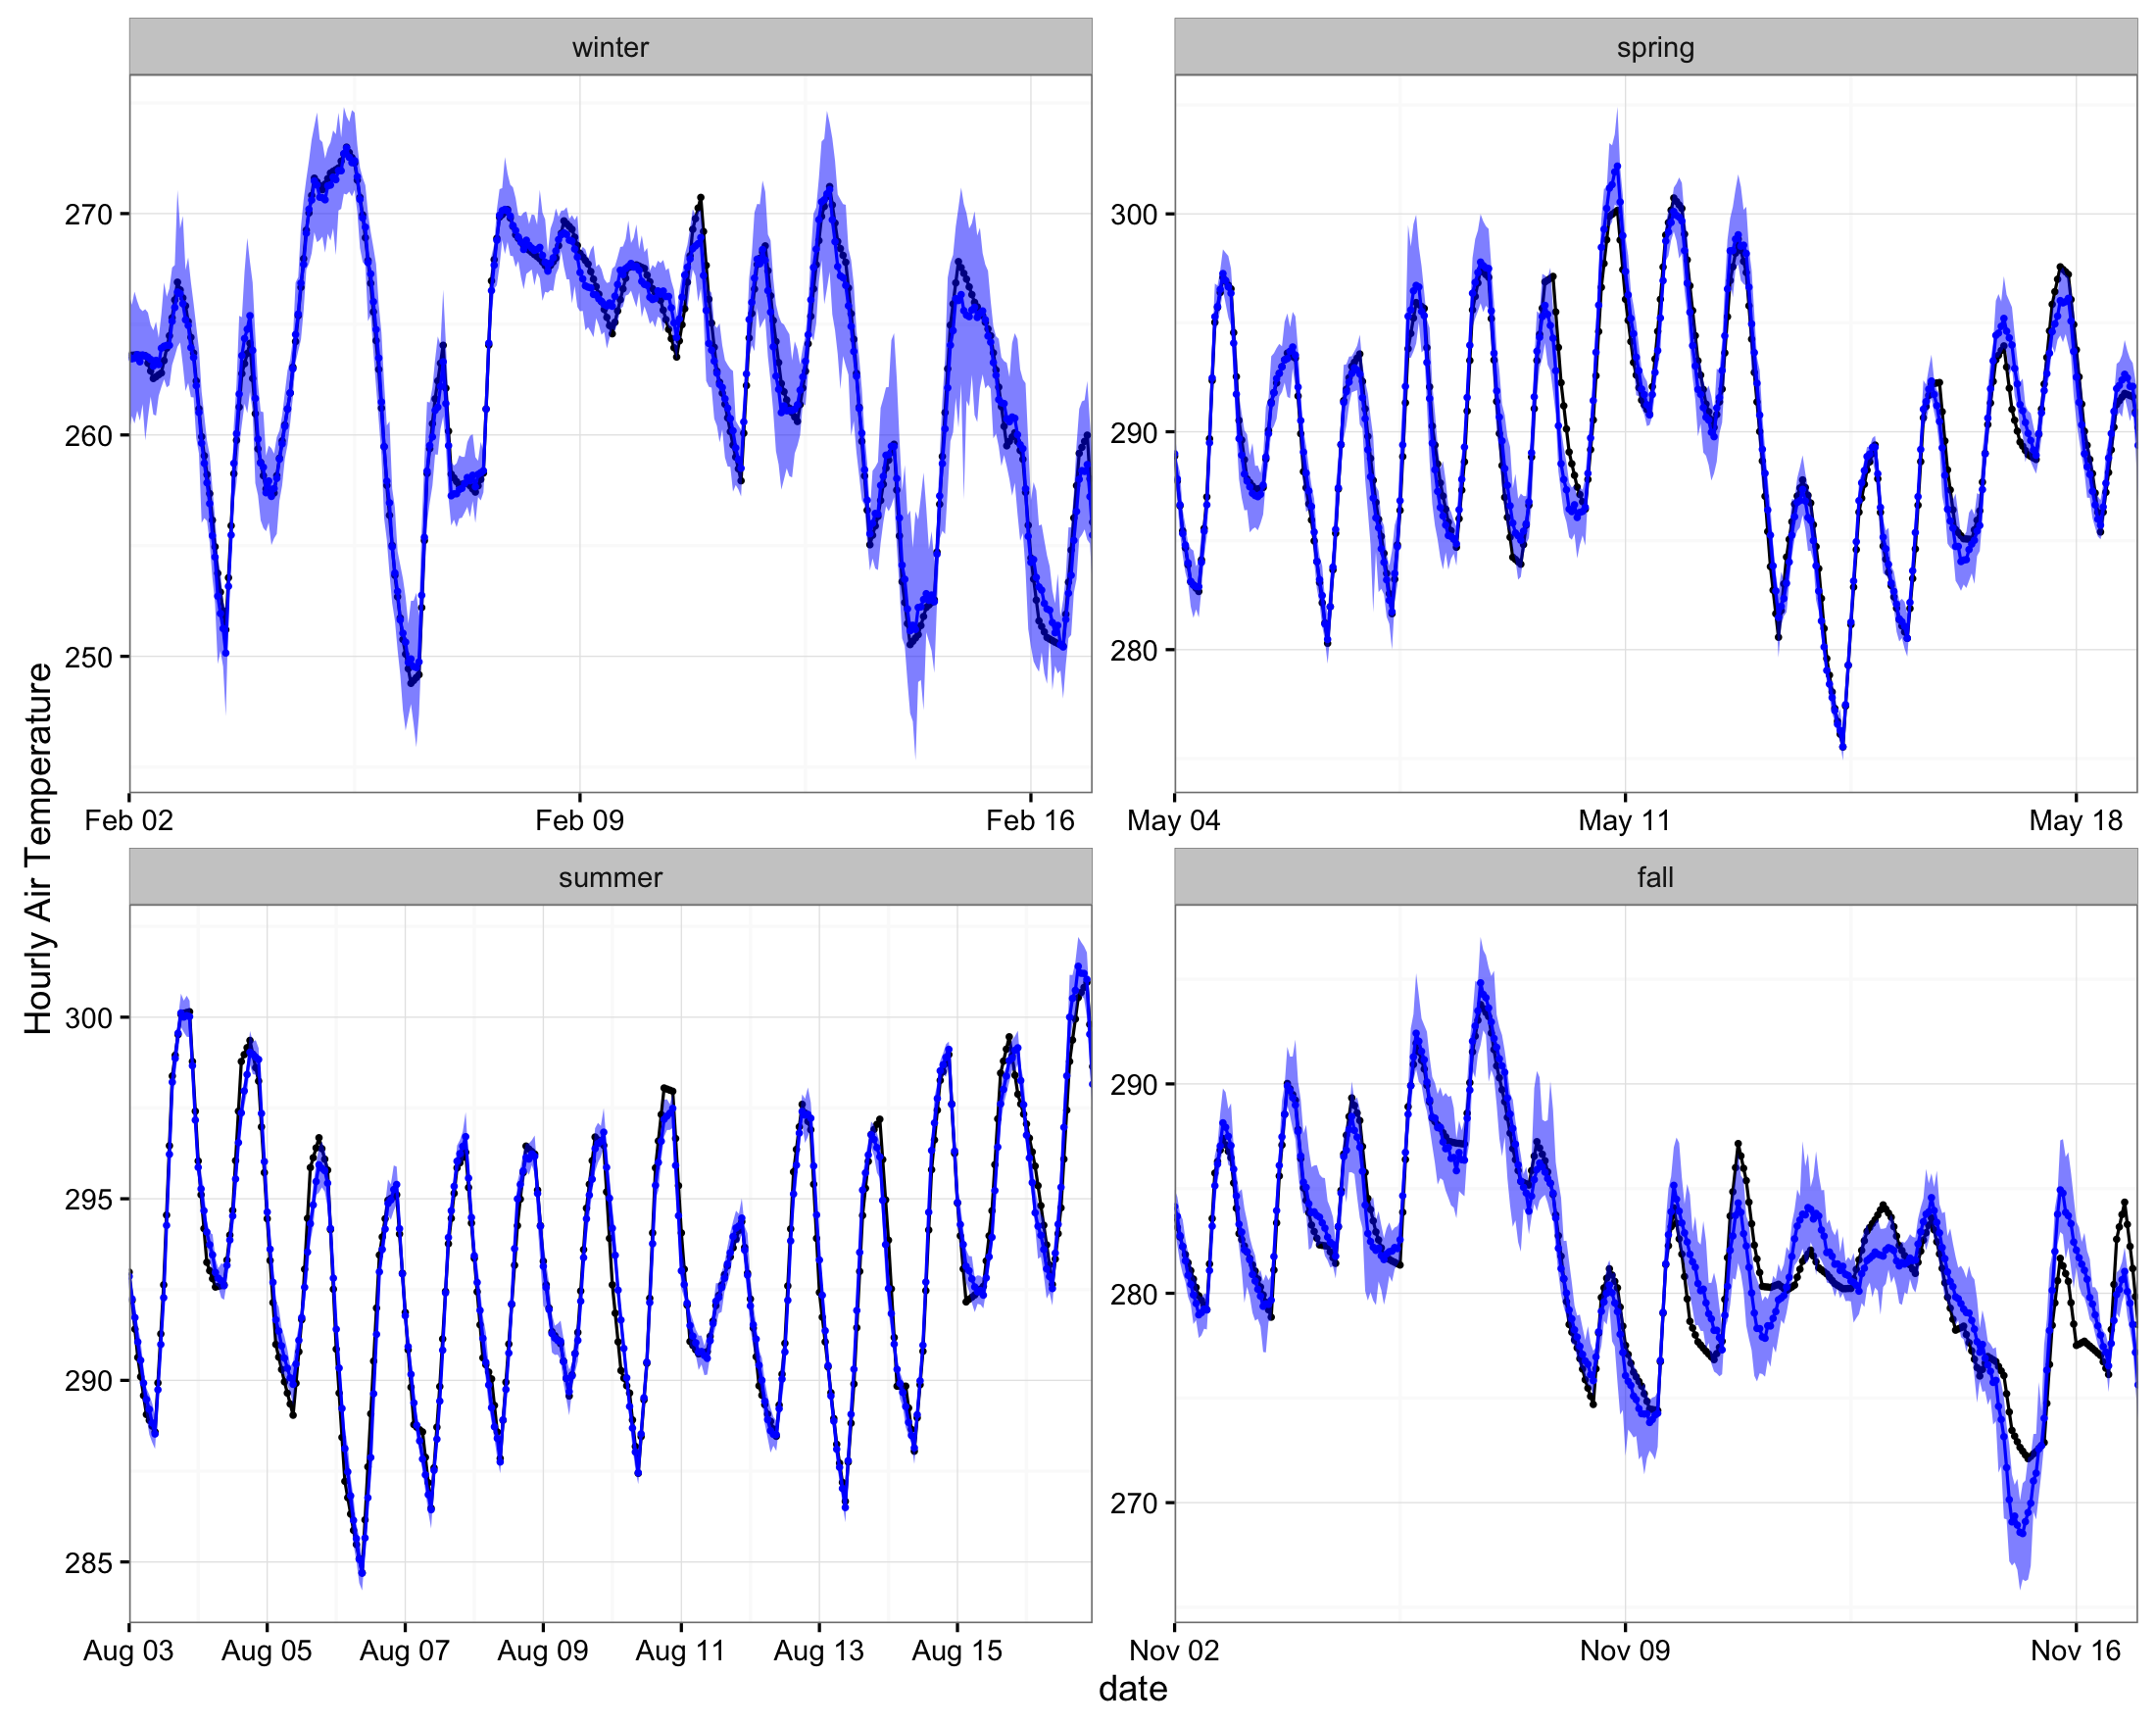 winter
spring
270
260
250
300
290
280
Feb 02
Feb 09
Feb 16
May 04
May 11
May 18
Hourly Air Temperature
summer
fall
300
295
290
285
290
280
270
Aug 03
Aug 05
Aug 07
Aug 09
Aug 11
Aug 13
Aug 15
Nov 02
Nov 09
Nov 16
date